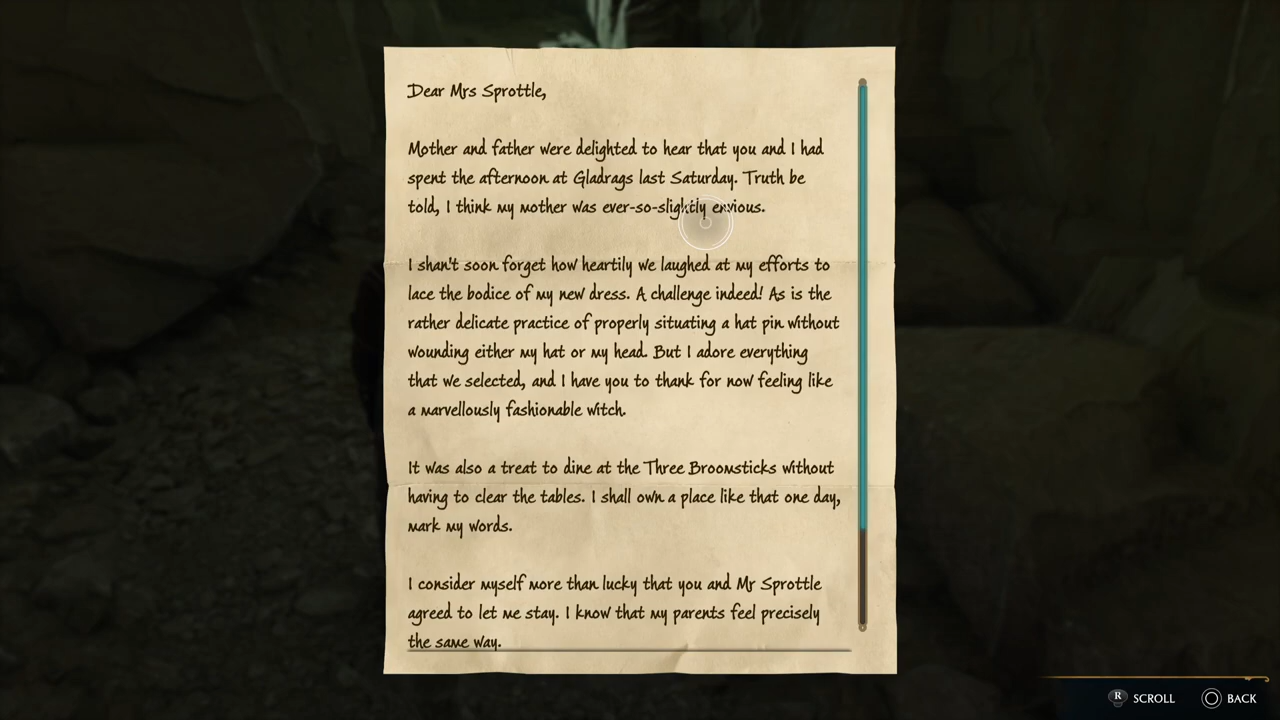 Dear Mrs Sprottle,
Mother and father were delighted to hear that you and I had
spent the afternoon at Gladrags last Saturday. Truth be
told, I think my mother was ever-so-slightly envious.
I shan't soon forget how heartily we laughed at my efforts to
lace the bodice of my new dress. A challenge indeed! As is the
rather delicate practice of properly situating a hat pin without
wounding either my hat or my head. But I adore everything
that we selected, and I have you to thank for now feeling like
a marvellously fashionable witch.
It was also a treat to dine at the Three Broomsticks without
having to clear the tables. I shall own a place like that one day,
mark my words.
I consider myself more than lucky that you and Mr Sprottle
agreed to let me stay. I know that my parents feel precisely
the same way.
R SCROLL BACK